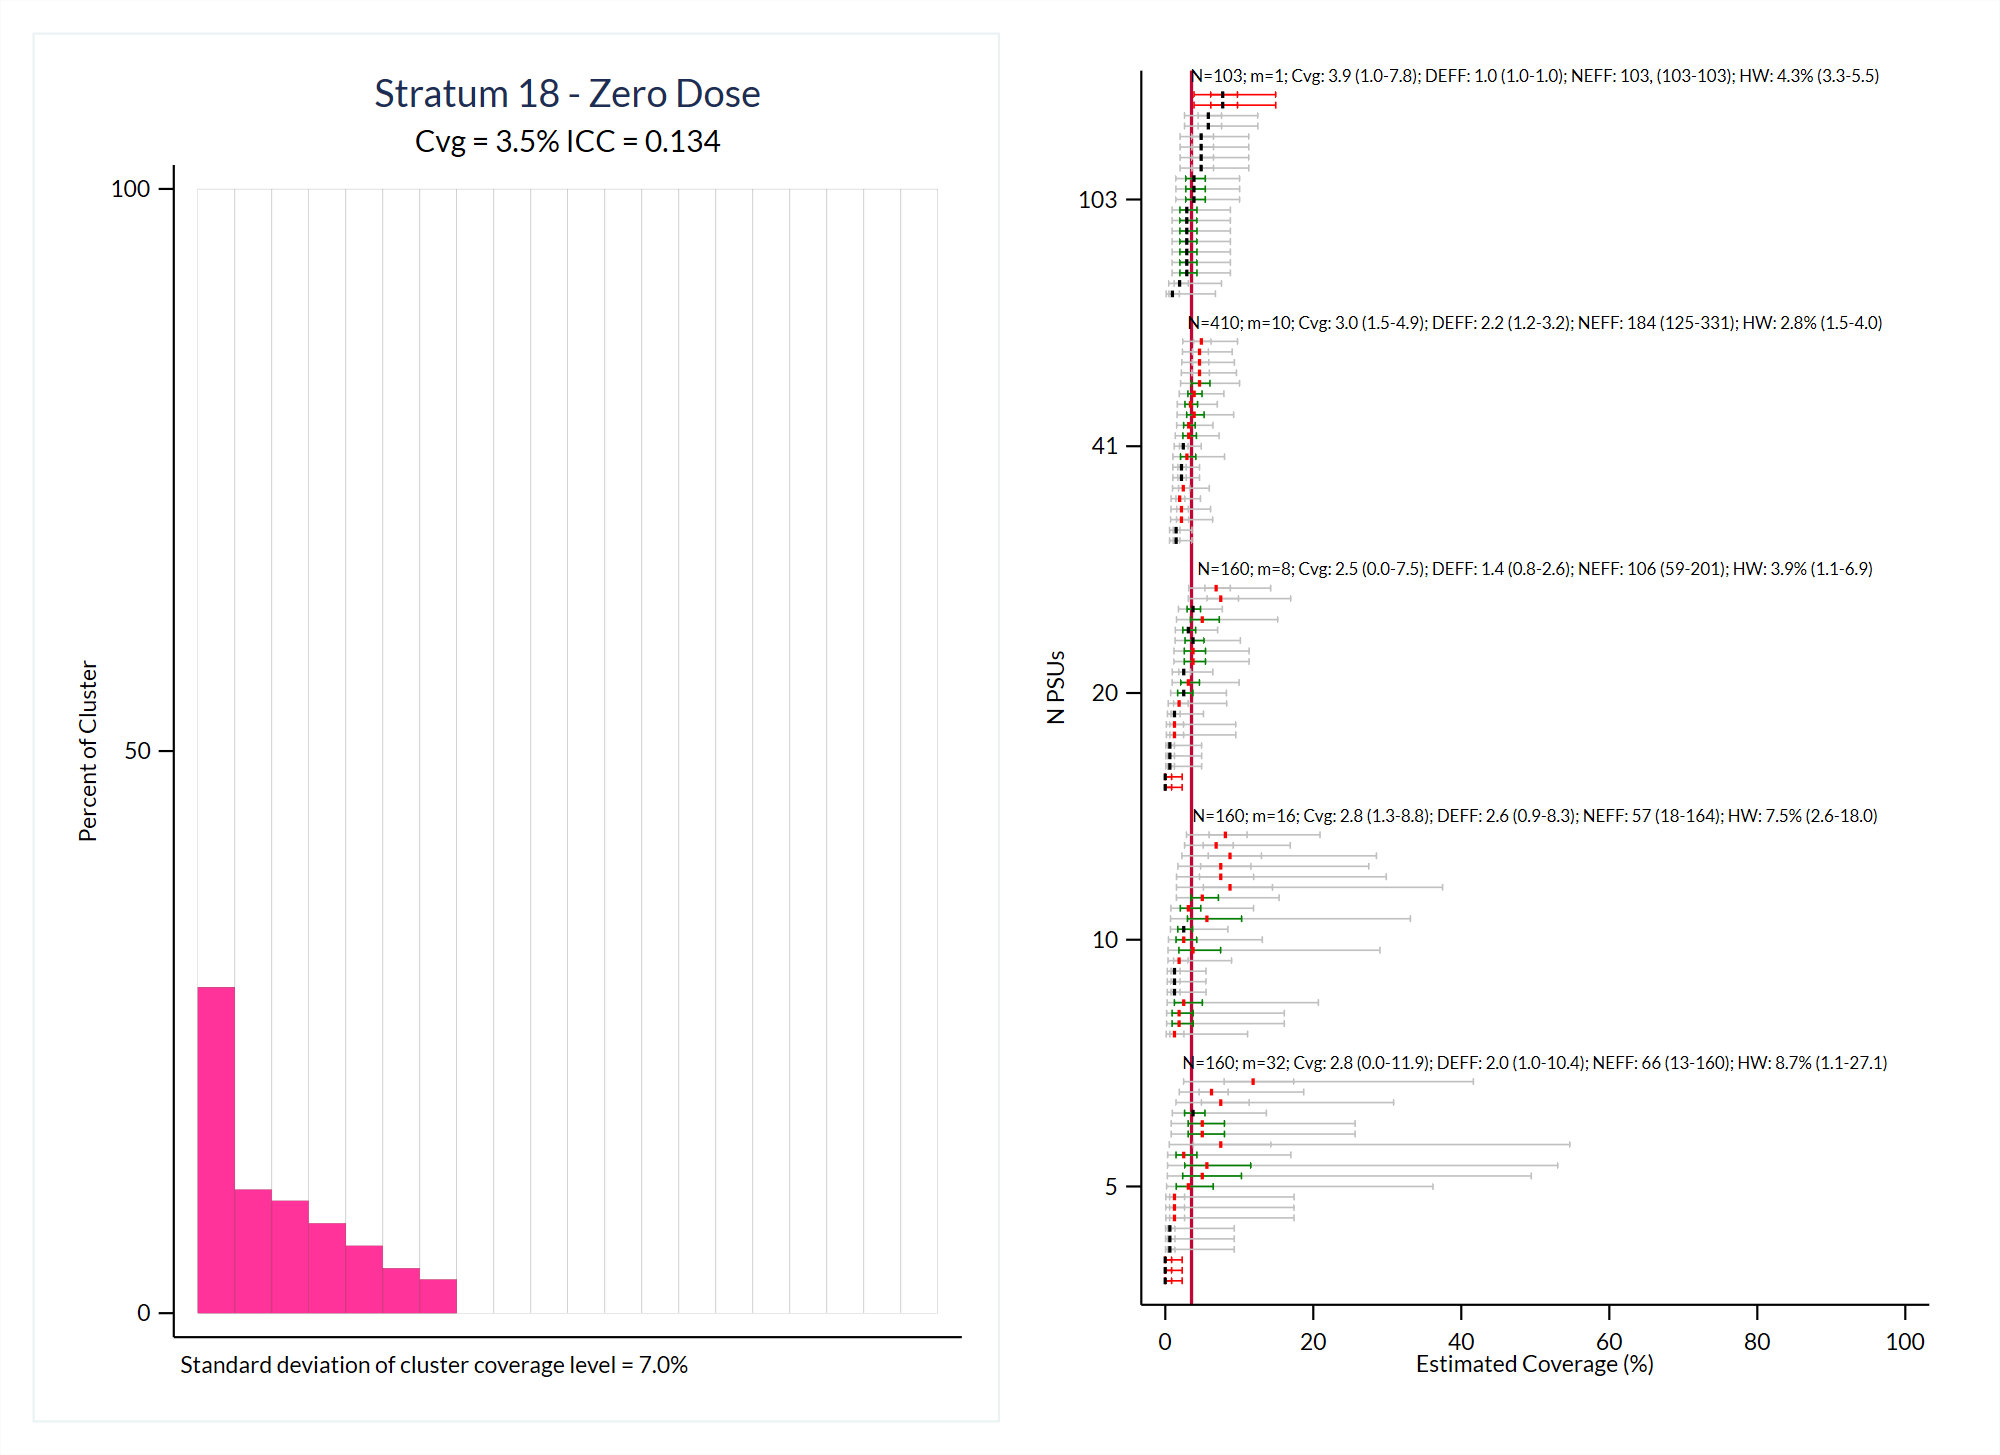 Stratum 18 - Zero Dose
Cvg = 3.5% ICC = 0.134
100
50
0
Percent of Cluster
Standard deviation of cluster coverage level = 7.0%
N=103; m=1; Cvg: 3.9 (1.0-7.8); DEFF: 1.0 (1.0-1.0); NEFF: 103, (103-103); HW: 4.3% (3.3-5.5)
103
N=410; m=10; Cvg: 3.0 (1.5-4.9); DEFF: 2.2 (1.2-3.2); NEFF: 184 (125-331); HW: 2.8% (1.5-4.0)
41
N=160; m=8; Cvg: 2.5 (0.0-7.5); DEFF: 1.4 (0.8-2.6); NEFF: 106 (59-201); HW: 3.9% (1.1-6.9)
N PSUs
20
N=160; m=16; Cvg: 2.8 (1.3-8.8); DEFF: 2.6 (0.9-8.3); NEFF: 57 (18-164); HW: 7.5% (2.6-18.0)
10
N=160; m=32; Cvg: 2.8 (0.0-11.9); DEFF: 2.0 (1.0-10.4); NEFF: 66 (13-160); HW: 8.7% (1.1-27.1)
5
0 20 40 60 80 100
Estimated Coverage (%)